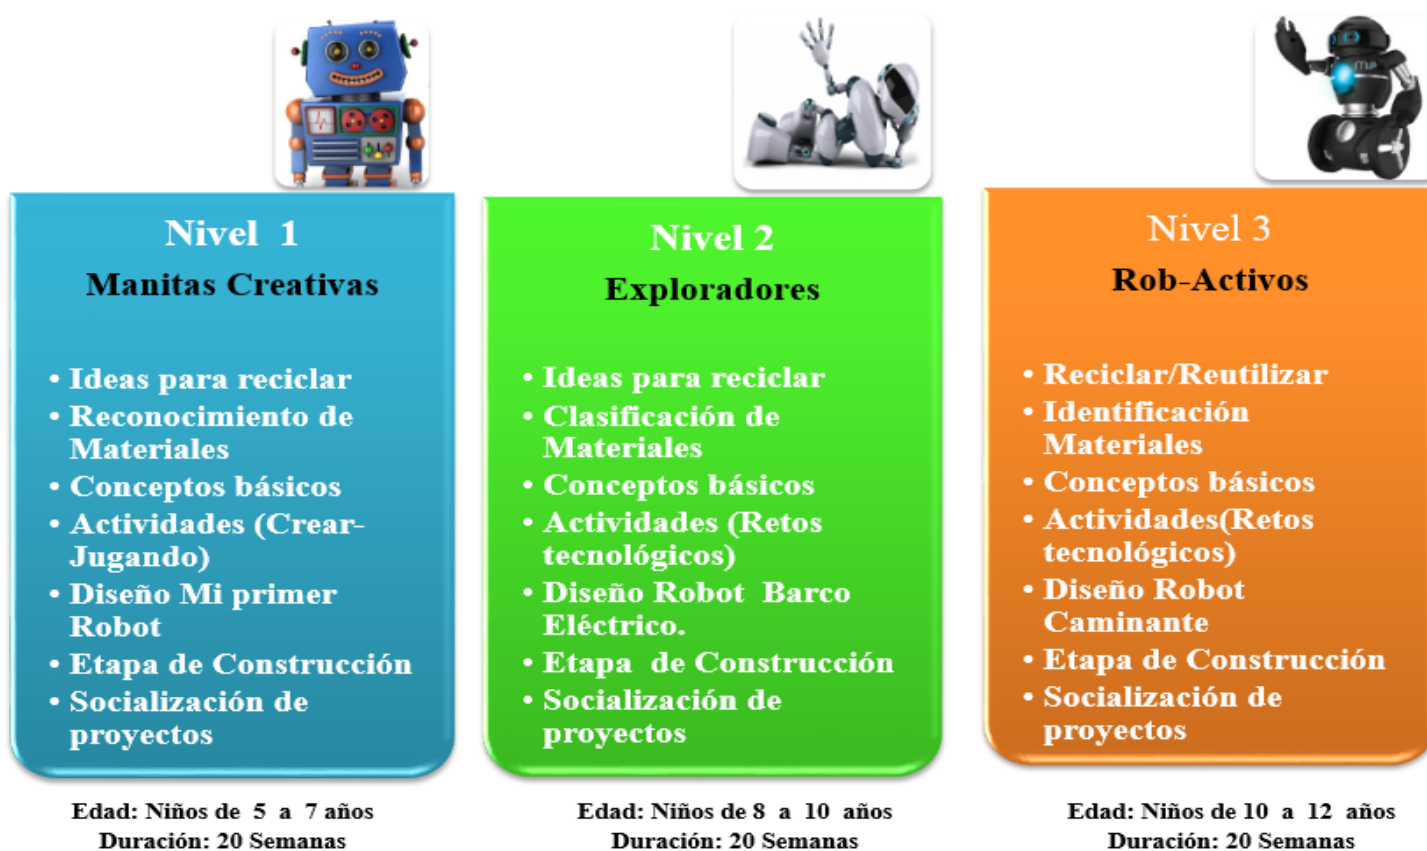 Nivel 1
Manitas Creativas
• Ideas para reciclar
• Reconocimiento de
Materiales
• Conceptos básicos
• Actividades (Crear-
Jugando)
• Diseño Mi primer
Robot
• Etapa de Construcción
• Socialización de
proyectos
Edad: Niños de 5 a 7 años
Duración: 20 Semanas
Nivel 2
Exploradores
• Ideas para reciclar
• Clasificación de
Materiales
• Conceptos básicos
• Actividades (Retos
tecnológicos)
• Diseño Robot Barco
Eléctrico.
• Etapa de Construcción
• Socialización de
proyectos
Edad: Niños de 8 a 10 años
Duración: 20 Semanas
Nivel 3
Rob-Activos
• Reciclar/Reutilizar
• Identificación
Materiales
• Conceptos básicos
• Actividades(Retos
tecnológicos)
• Diseño Robot
Caminante
• Etapa de Construcción
• Socialización de
proyectos
Edad: Niños de 10 a 12 años
Duración: 20 Semanas